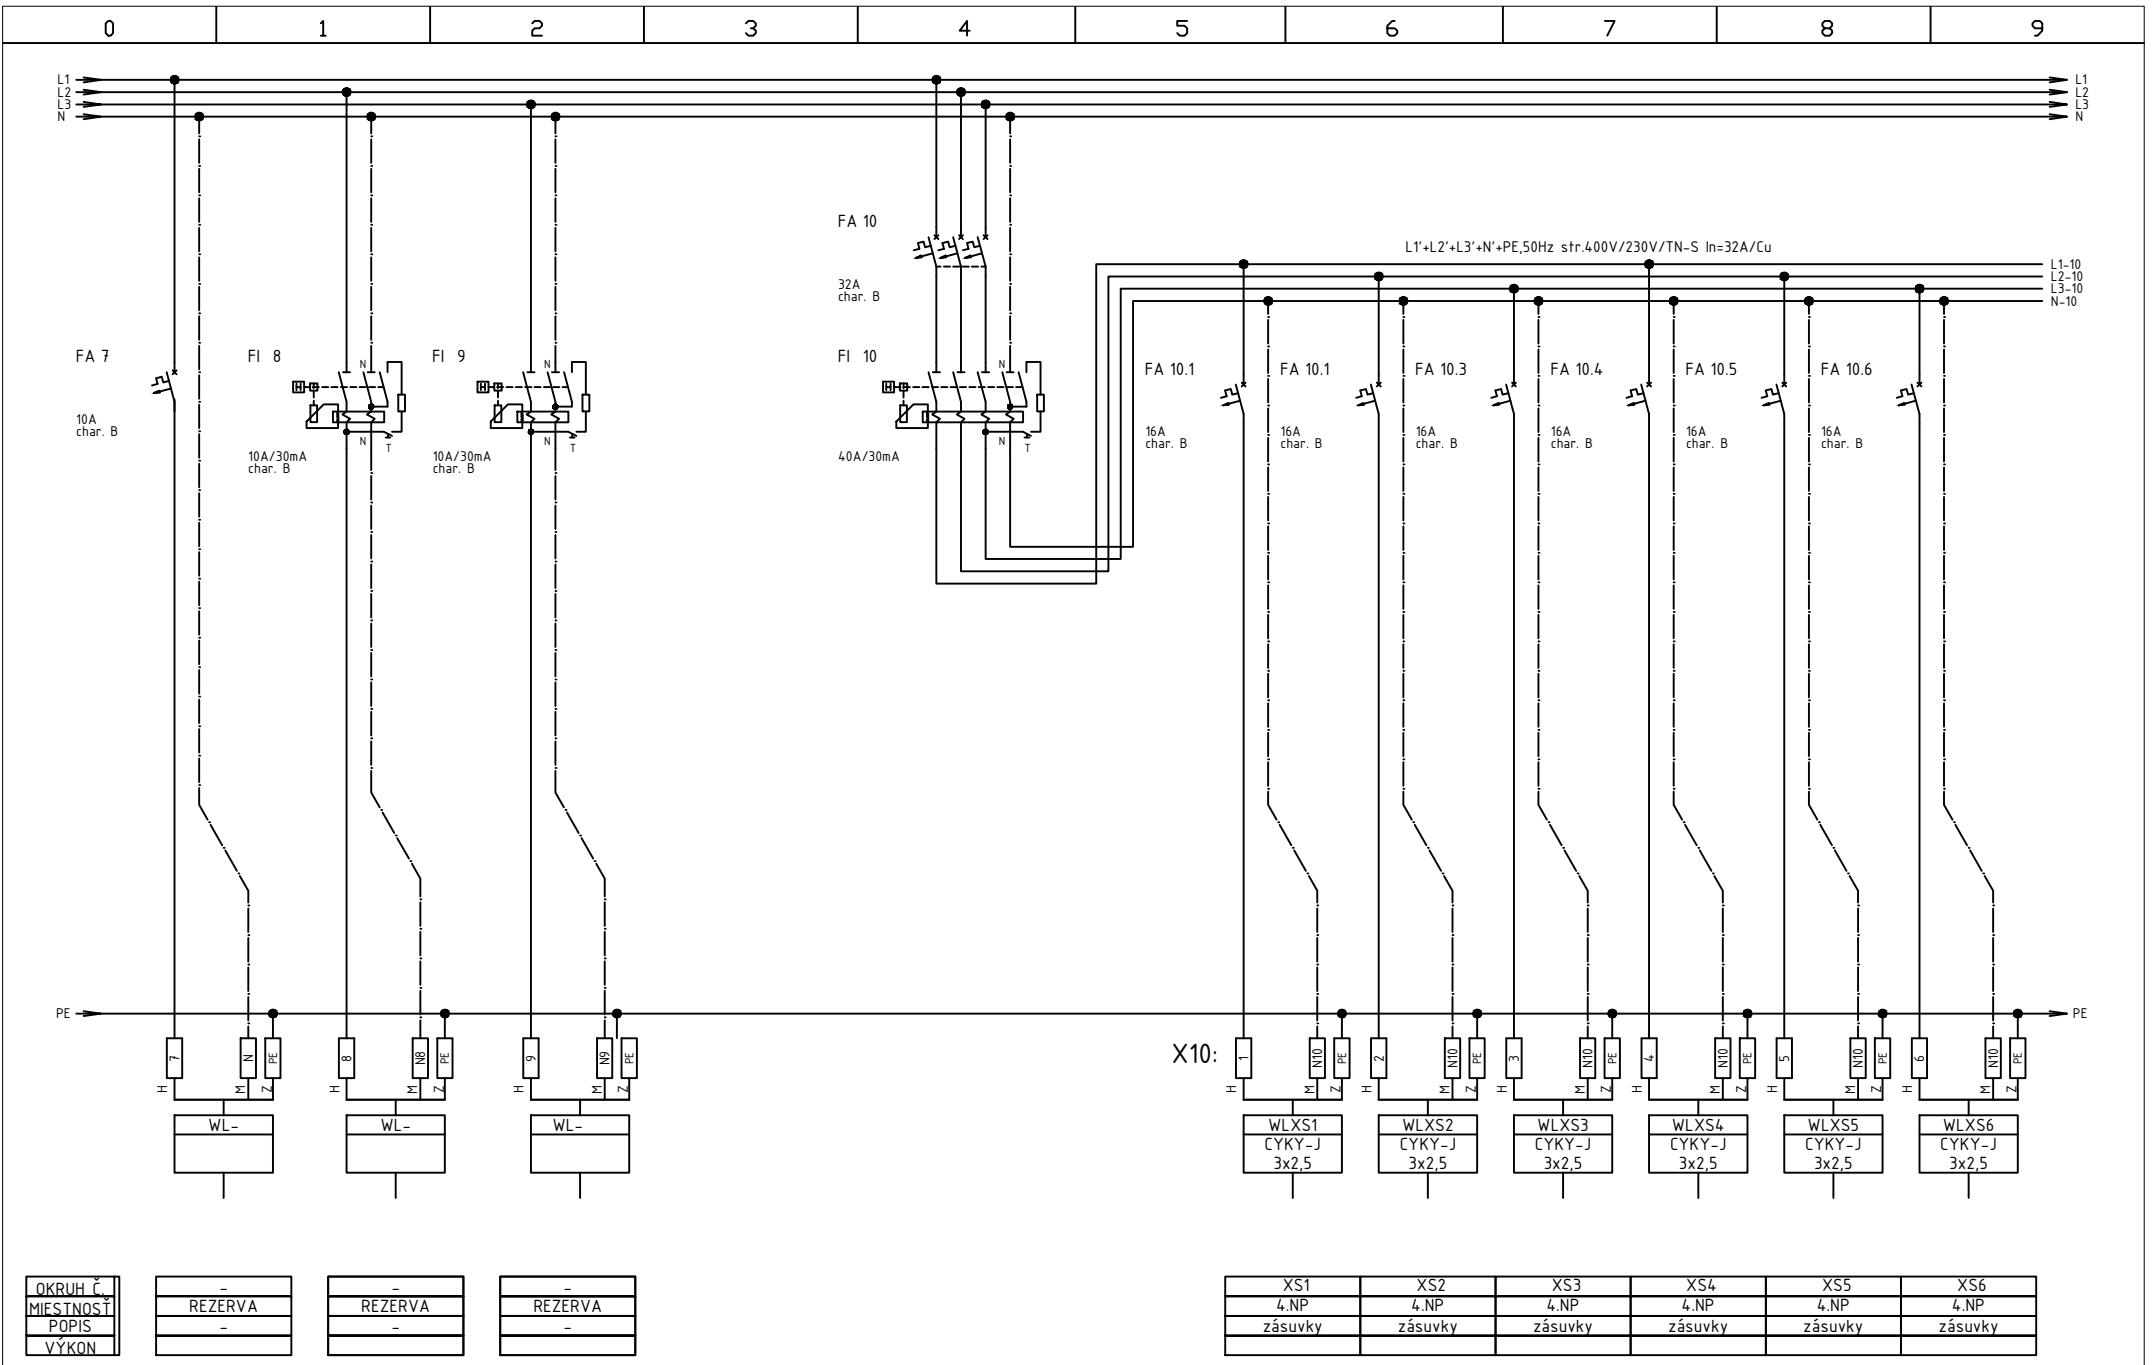 0 1 2 3 4 5 6 7 8 9
L1 L1
L2 L2
L3 L3
N N
FA 10
L1'+L2'+L3'+N'+PE,50Hz str.400V/230V/TN-S In=32A/Cu
L1-10
L2-10
L3-10
N-10
32A
char. B
FA 7 FI 8 FI 9 FI 10
N N N
FA 10.1 FA 10.1 FA 10.3 FA 10.4 FA 10.5 FA 10.6
H H H
10A
char. B
16A 16A 16A 16A 16A 16A
char. B char. B char. B char. B char. B char. B
N T N T N T
10A/30mA 10A/30mA 40A/30mA
char. B char. B
PE PE
X10:
7 N PE 8 N8 PE 9 N9 PE 1 N10 PE 2 N10 PE 3 N10 PE 4 N10 PE 5 N10 PE 6 N10 PE
H M Z H M Z H M Z H M Z H M Z H M Z H M Z H M Z H M Z
WL- WL- WL- WLXS1 WLXS2 WLXS3 WLXS4 WLXS5 WLXS6
CYKY-J CYKY-J CYKY-J CYKY-J CYKY-J CYKY-J
3x2,5 3x2,5 3x2,5 3x2,5 3x2,5 3x2,5
OKRUH Č. - - - XS1 XS2 XS3 XS4 XS5 XS6
MIESTNOSŤ REZERVA REZERVA REZERVA 4.NP 4.NP 4.NP 4.NP 4.NP 4.NP
POPIS - - - zásuvky zásuvky zásuvky zásuvky zásuvky zásuvky
VÝKON